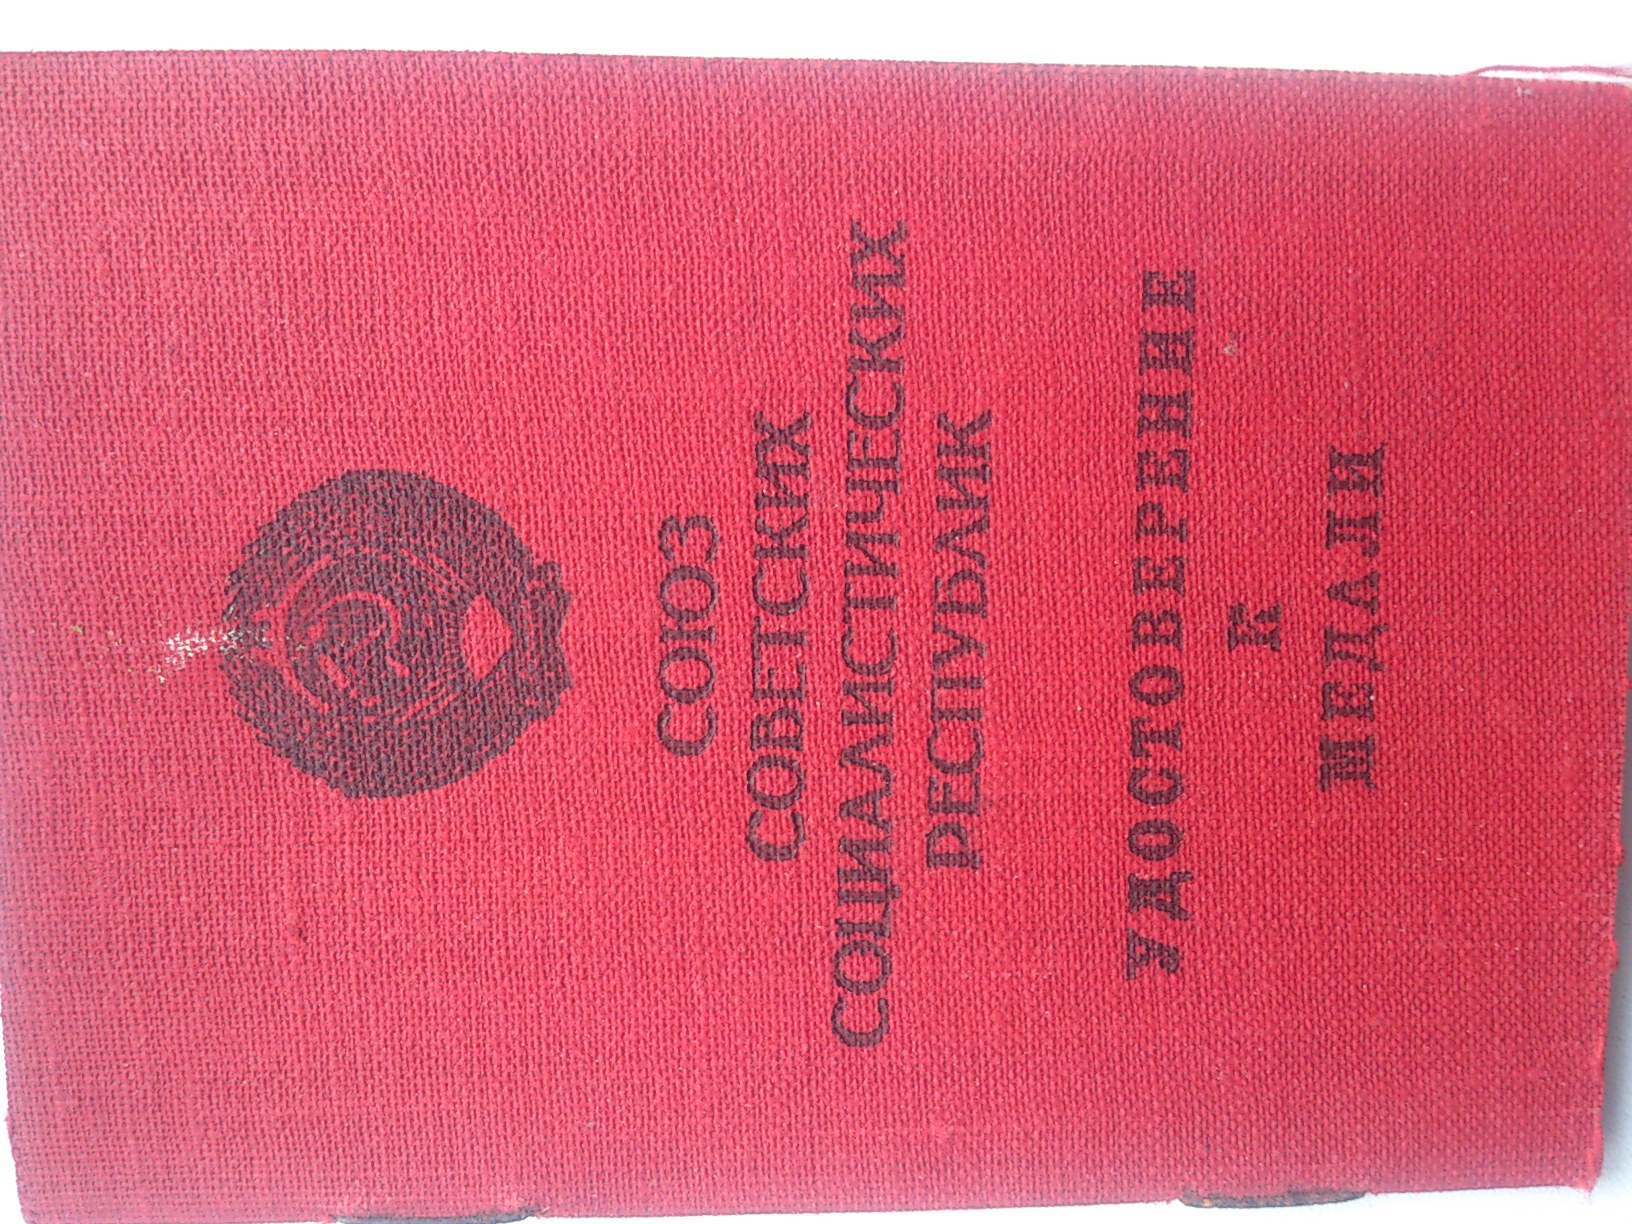 СОЮЗ
СОВЕТСКИХ
СОЦИАЛИСТИЧЕСКИХ
РЕСПУБЛИК
УДОСТОВЕРЕНИЕ
К
МЕДАЛИ